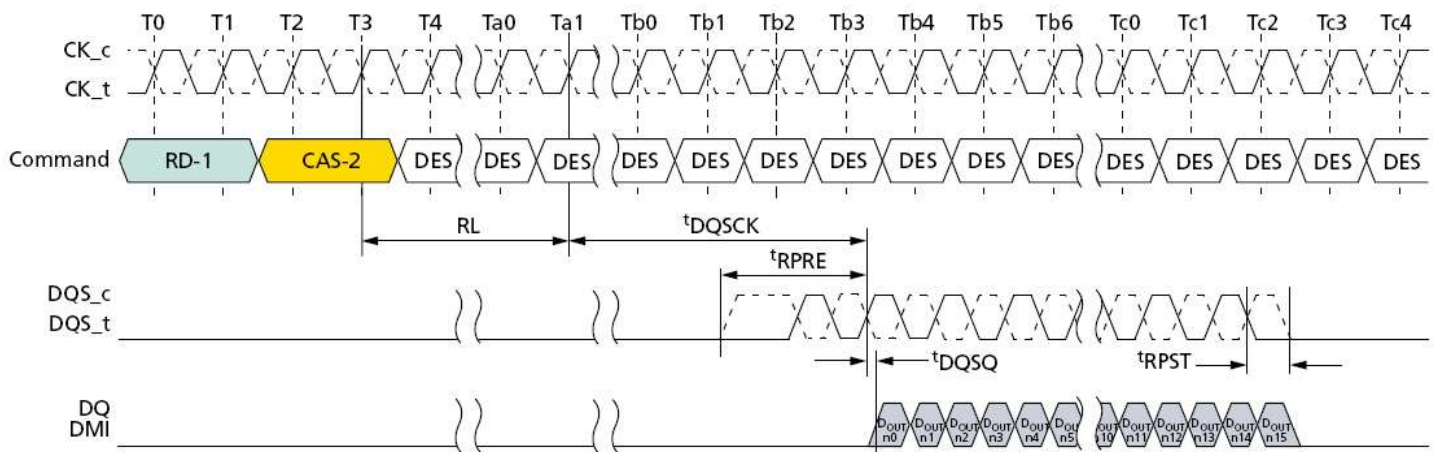 T0 T1 T2 T3 T4 Ta0 Ta1 Tb0 Tb1 Tb2 Tb3 Tb4 Tb5 Tb6 Tc0 Tc1 Tc2 Tc3 Tc4
CK_c
CK_t
Command RD-1 CAS-2 DES DES DES DES DES DES DES DES DES DES DES DES DES DES DES
RL tDQSCK
tRPRE
DQS_c
DQS_t
tDQSQ tRPST
DQ
DMI
DOUT DOUT DOUT DOUT DOUT DOUT DOUT DOUT DOUT DOUT DOUT DOUT
n0 n1 n2 n3 n4 n5 n10 n11 n12 n13 n14 n15